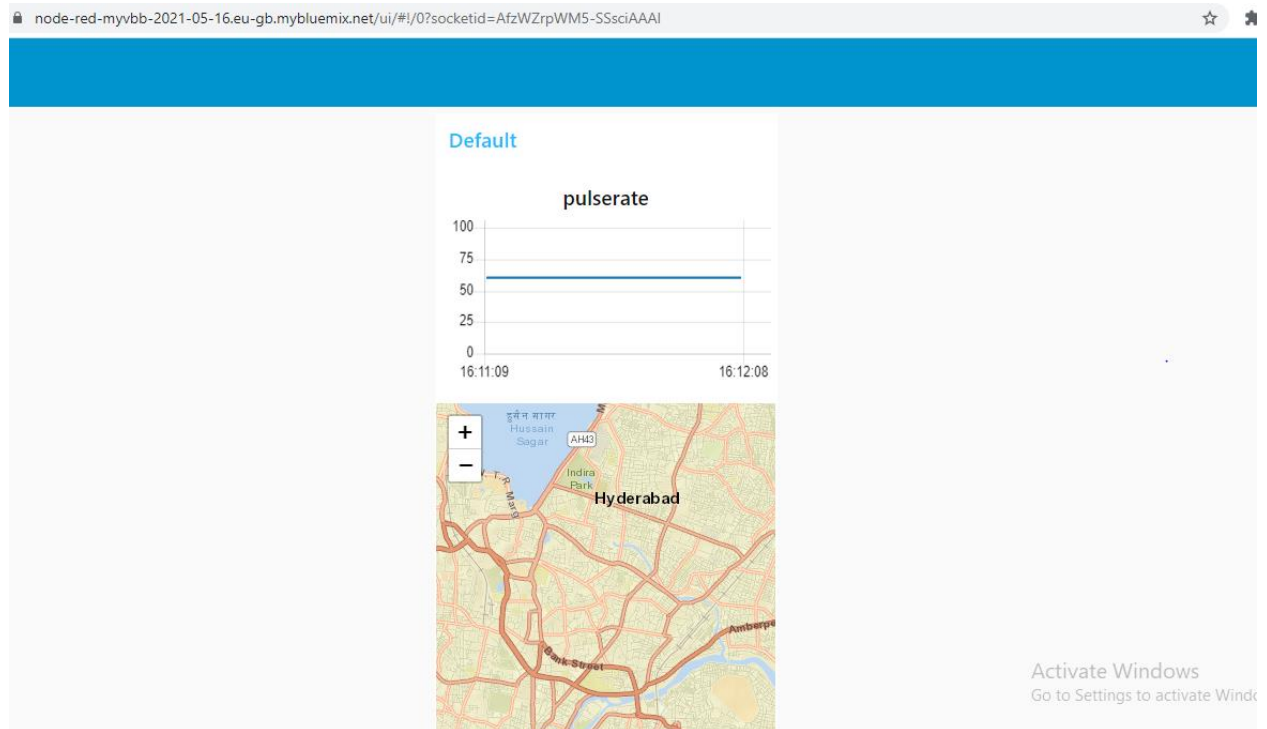 node-red-myvbb-2021-05-16.eu-gb.mybluemix.net/ui/#!/0?socketid=AfzWZrpWM5-SSsciAAAI
Default
pulserate
100
75
50
25
0
16:11:09
16:12:08
+
−
हुसैन सागर
Hussain
Sagar
AH43
Indira
Park
Hyderabad
T.R. Marg
Bank Street
Amberpe
Activate Windows
Go to Settings to activate Windo